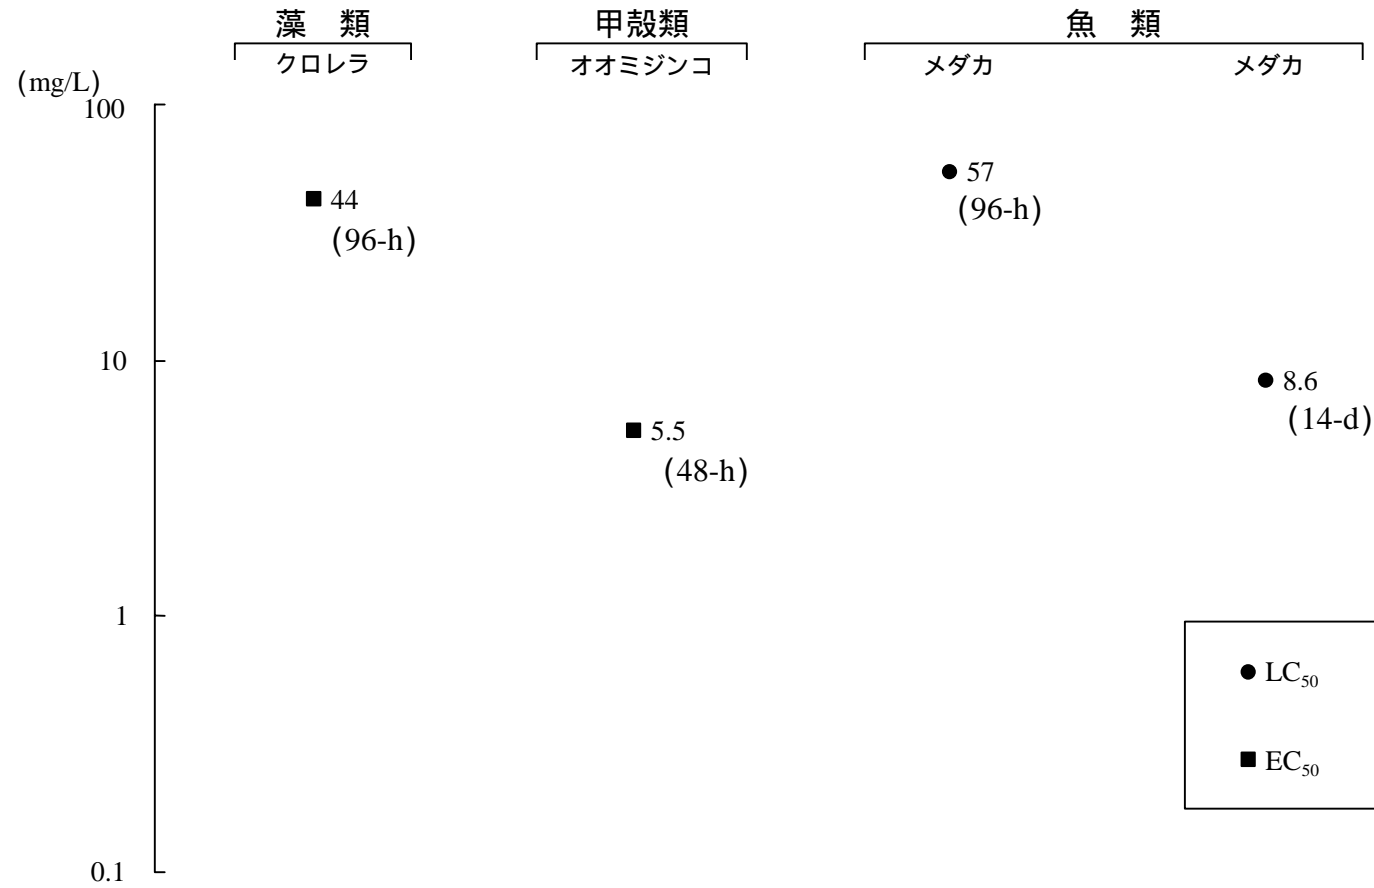 藻 類
甲殻類
魚 類
クロレラ
オオミジンコ
メダカ
メダカ
(mg/L)
100
57
(96-h)
44
(96-h)
10
8.6
(14-d)
5.5
(48-h)
1
LC50
EC50
0.1